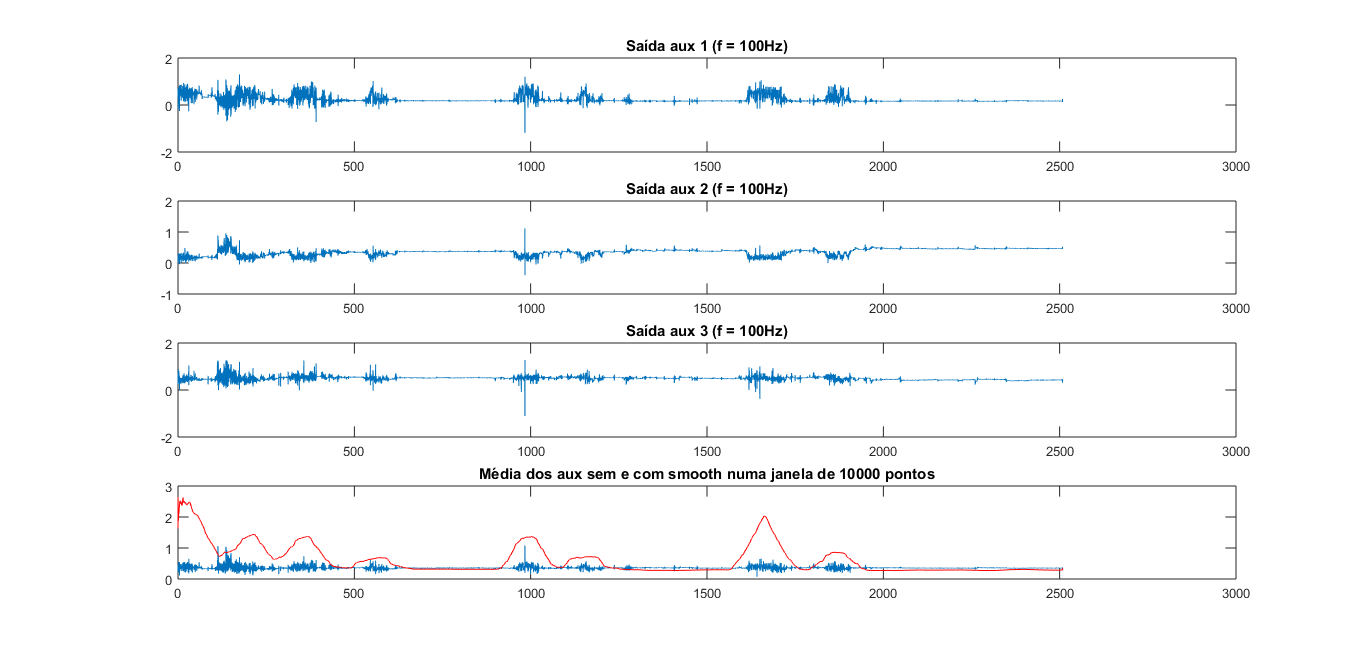 Saída aux 1 (f = 100Hz)
2
0
-2
0 500 1000 1500 2000 2500 3000
Saída aux 2 (f = 100Hz)
2
1
0
-1
0 500 1000 1500 2000 2500 3000
Saída aux 3 (f = 100Hz)
2
0
-2
0 500 1000 1500 2000 2500 3000
Média dos aux sem e com smooth numa janela de 10000 pontos
3
2
1
0
0 500 1000 1500 2000 2500 3000